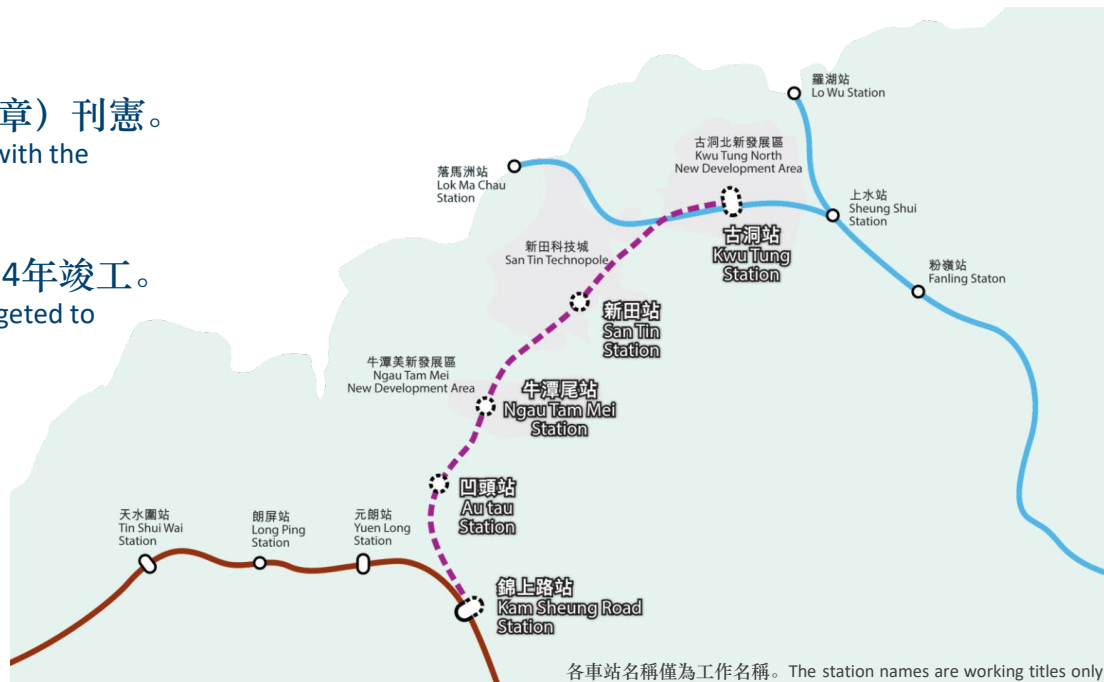 章）刊憲。
with the
4年竣工。
geted to
羅湖站
Lo Wu Station
古洞北新發展區
Kwu Tung North
New Development Area
落馬洲站
Lok Ma Chau
Station
上水站
Sheung Shui
Station
古洞站
Kwu Tung
Station
新田科技城
San Tin Technopole
粉嶺站
Fanling Staton
新田站
San Tin
Station
牛潭美新發展區
Ngau Tam Mei
New Development Area
牛潭尾站
Ngau Tam Mei
Station
凹頭站
Au tau
Station
天水圍站
Tin Shui Wai
Station
朗屏站
Long Ping
Station
元朗站
Yuen Long
Station
錦上路站
Kam Sheung Road
Station
各車站名稱僅為工作名稱。The station names are working titles only